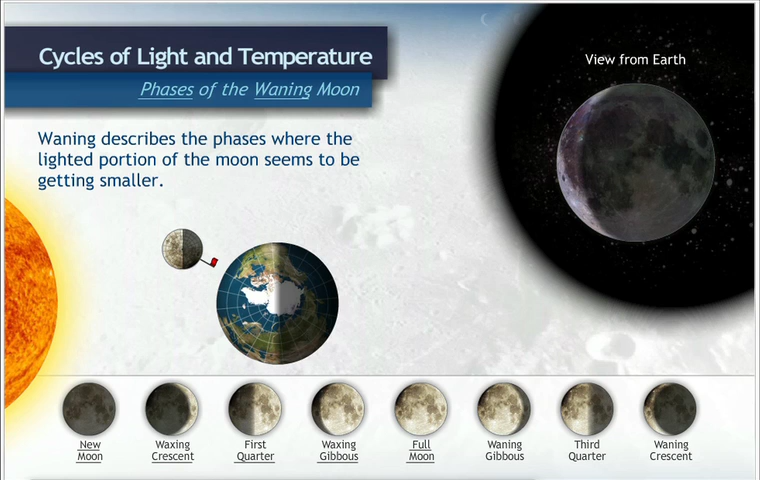 Cycles of Light and Temperature
Phases of the Waning Moon
View from Earth
Waning describes the phases where the
lighted portion of the moon seems to be
getting smaller.
New Moon
Waxing Crescent
First Quarter
Waxing Gibbous
Full Moon
Waning Gibbous
Third Quarter
Waning Crescent